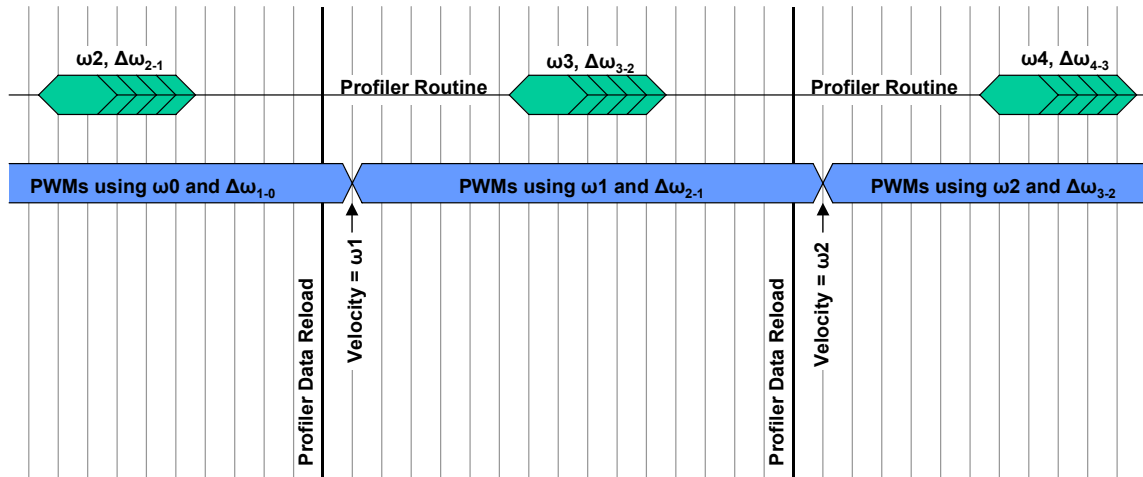 ω2, Δω2-1
ω3, Δω3-2
ω4, Δω4-3
Profiler Routine
Profiler Routine
PWMs using ω0 and Δω1-0
PWMs using ω1 and Δω2-1
PWMs using ω2 and Δω3-2
Profiler Data Reload
Velocity = ω1
Profiler Data Reload
Velocity = ω2